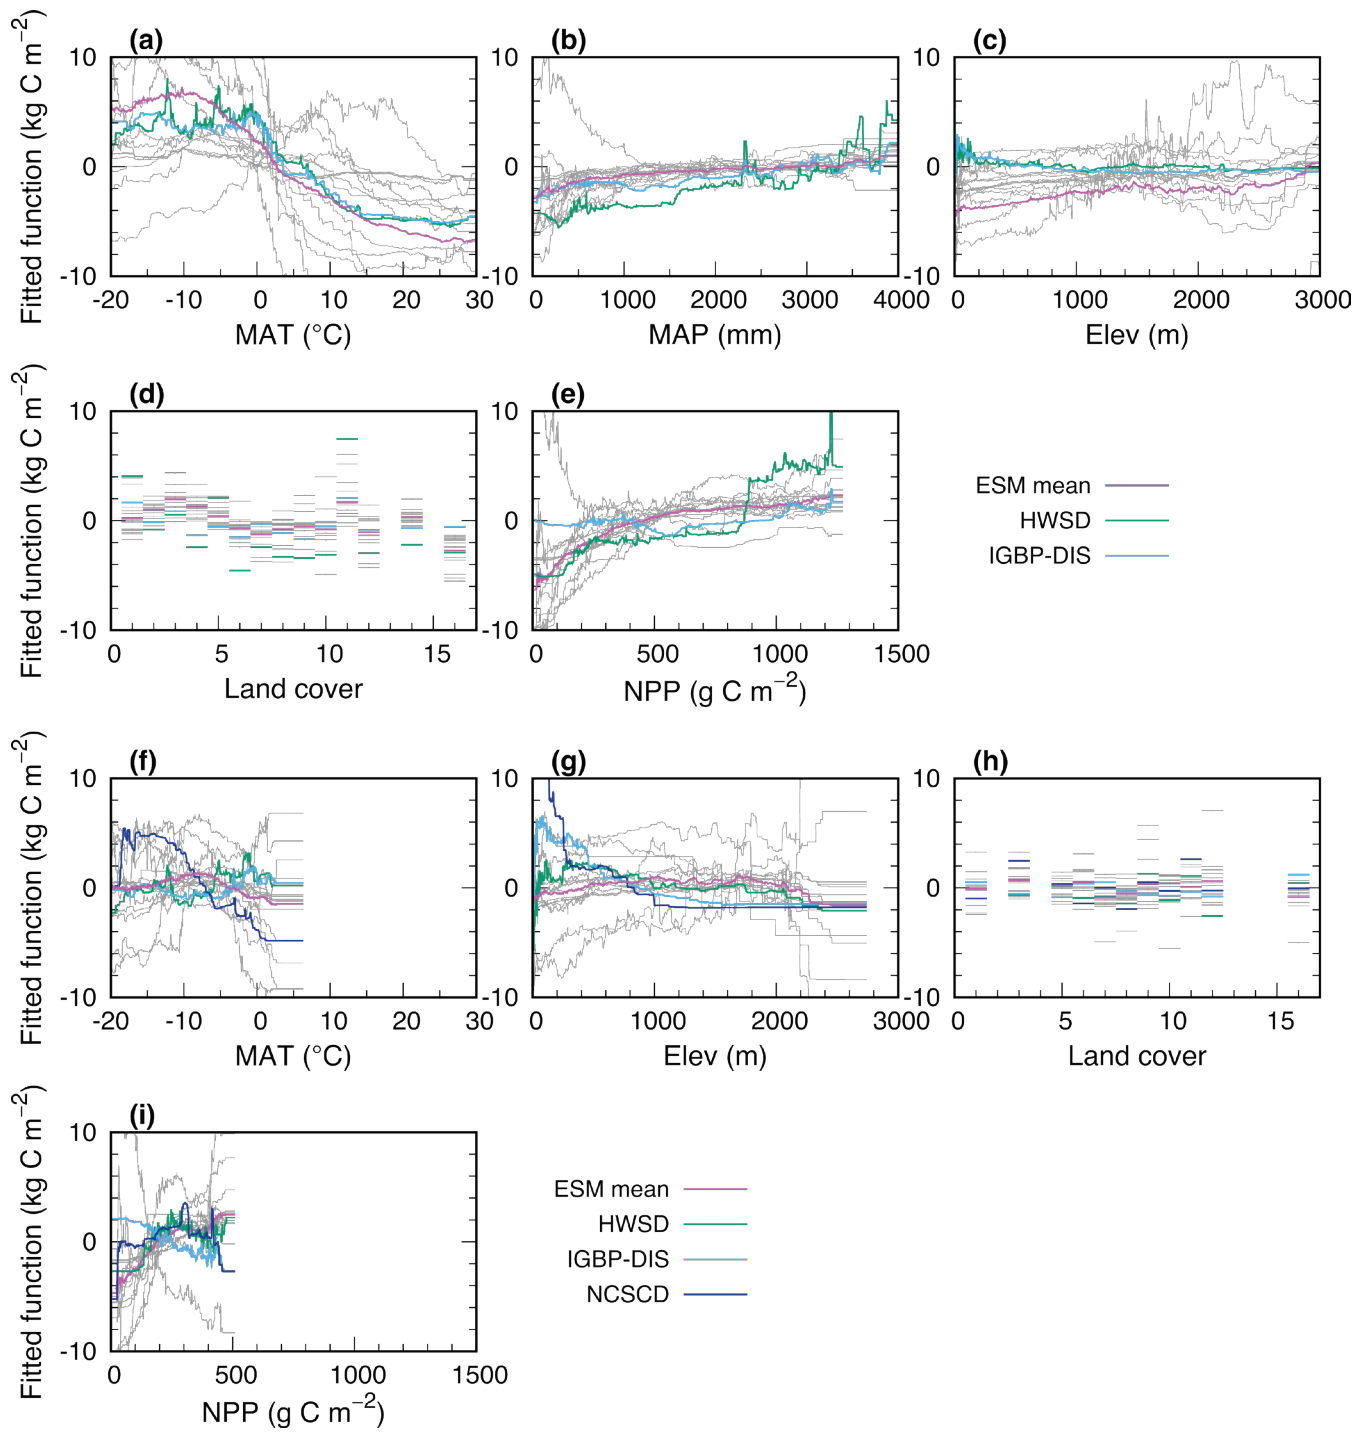 (a) (b) (c)
Fitted function (kg C m−2)
10 10 10
0 0 0
-10 -10 -10
-20 -10 0 10 20 30 0 1000 2000 3000 4000 0 1000 2000 3000
MAT (°C) MAP (mm) Elev (m)
(d) (e)
Fitted function (kg C m−2)
10 10
0 0
-10 -10
0 5 10 15 0 500 1000 1500
Land cover NPP (g C m−2)
ESM mean
HWSD
IGBP-DIS
(f) (g) (h)
Fitted function (kg C m−2)
10 10 10
0 0 0
-10 -10 -10
-20 -10 0 10 20 30 0 1000 2000 3000 0 5 10 15
MAT (°C) Elev (m) Land cover
(i)
Fitted function (kg C m−2)
10
0
-10
0 500 1000 1500
NPP (g C m−2)
ESM mean
HWSD
IGBP-DIS
NCSCD